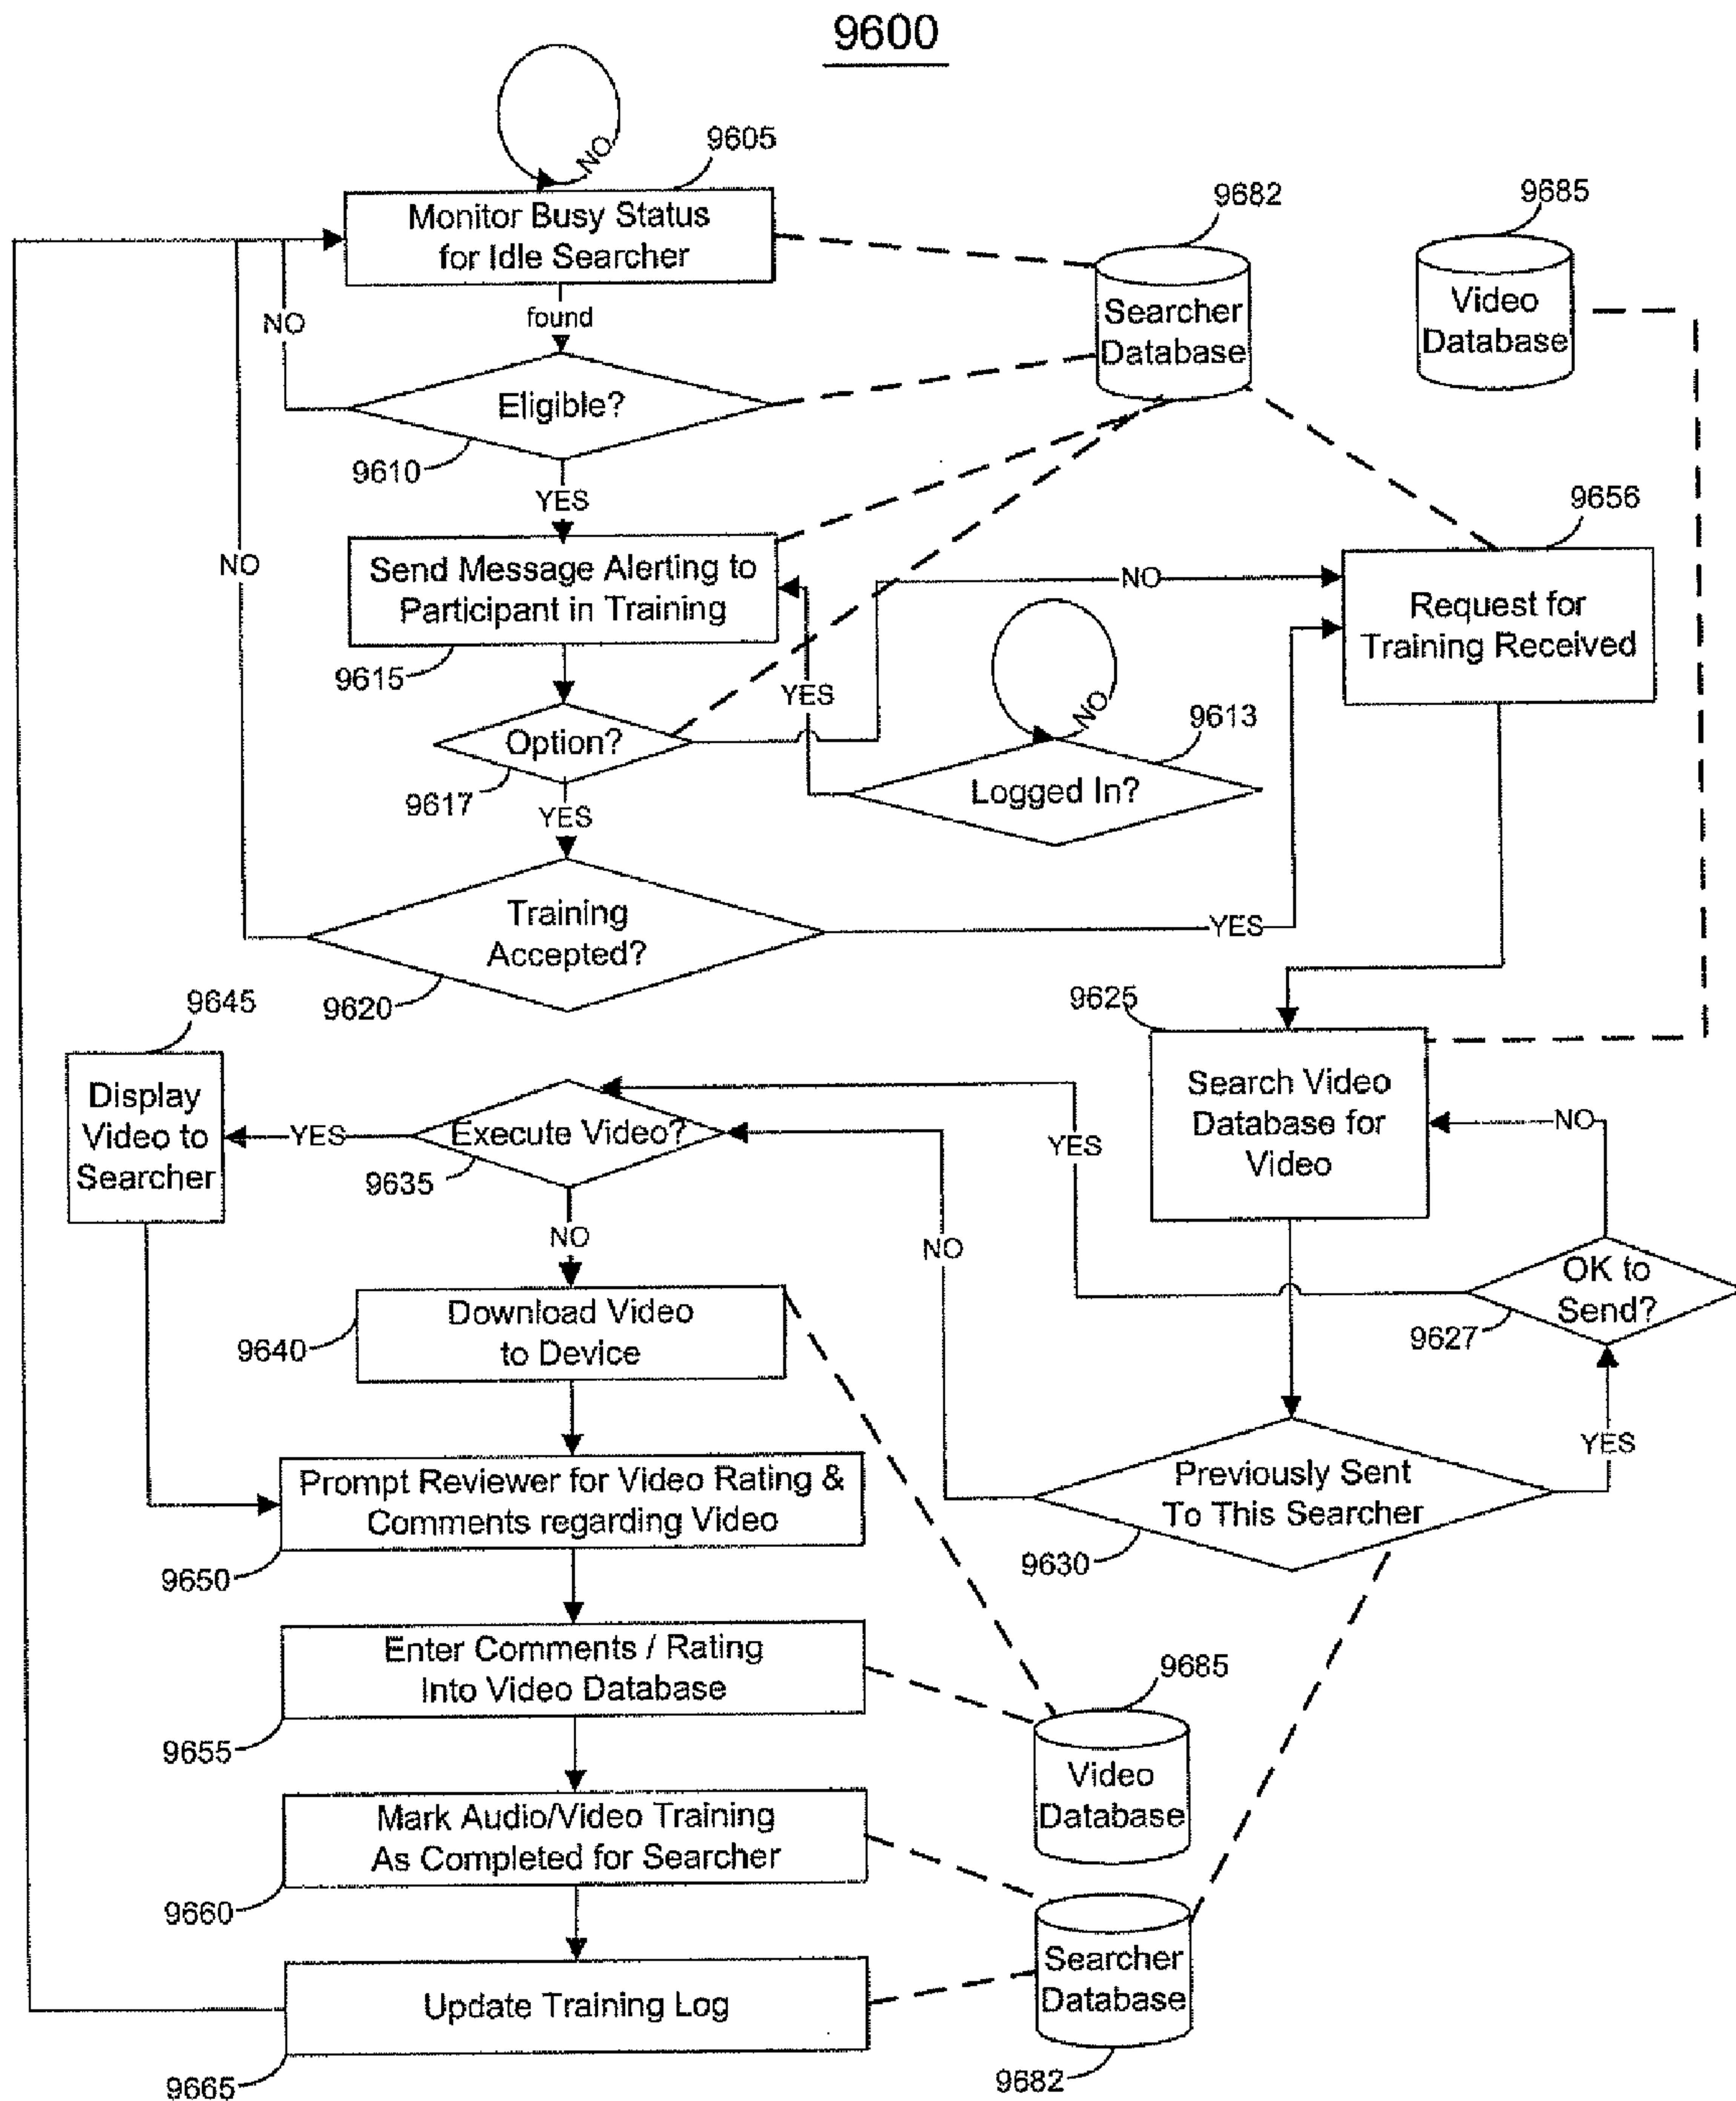 9600
NO
9605
Monitor Busy Status
for Idle Searcher
9682
Searcher
Database
9685
Video
Database
NO
found
Eligible?
9610
YES
NO
9656
Send Message Alerting to
Participant in Training
9615
NO
Request for
Training Received
YES
NO
9613
Logged In?
Option?
9617
YES
Training
Accepted?
9620
YES
9645
Display
Video to
Searcher
YES
Execute Video?
9635
NO
YES
NO
9625
Search Video
Database for
Video
NO
OK to
Send?
9627
YES
Download Video
to Device
9640
Previously Sent
To This Searcher
9630
Prompt Reviewer for Video Rating &
Comments regarding Video
9650
Enter Comments / Rating
Into Video Database
9655
9685
Video
Database
Mark Audio/Video Training
As Completed for Searcher
9660
Searcher
Database
9682
Update Training Log
9665